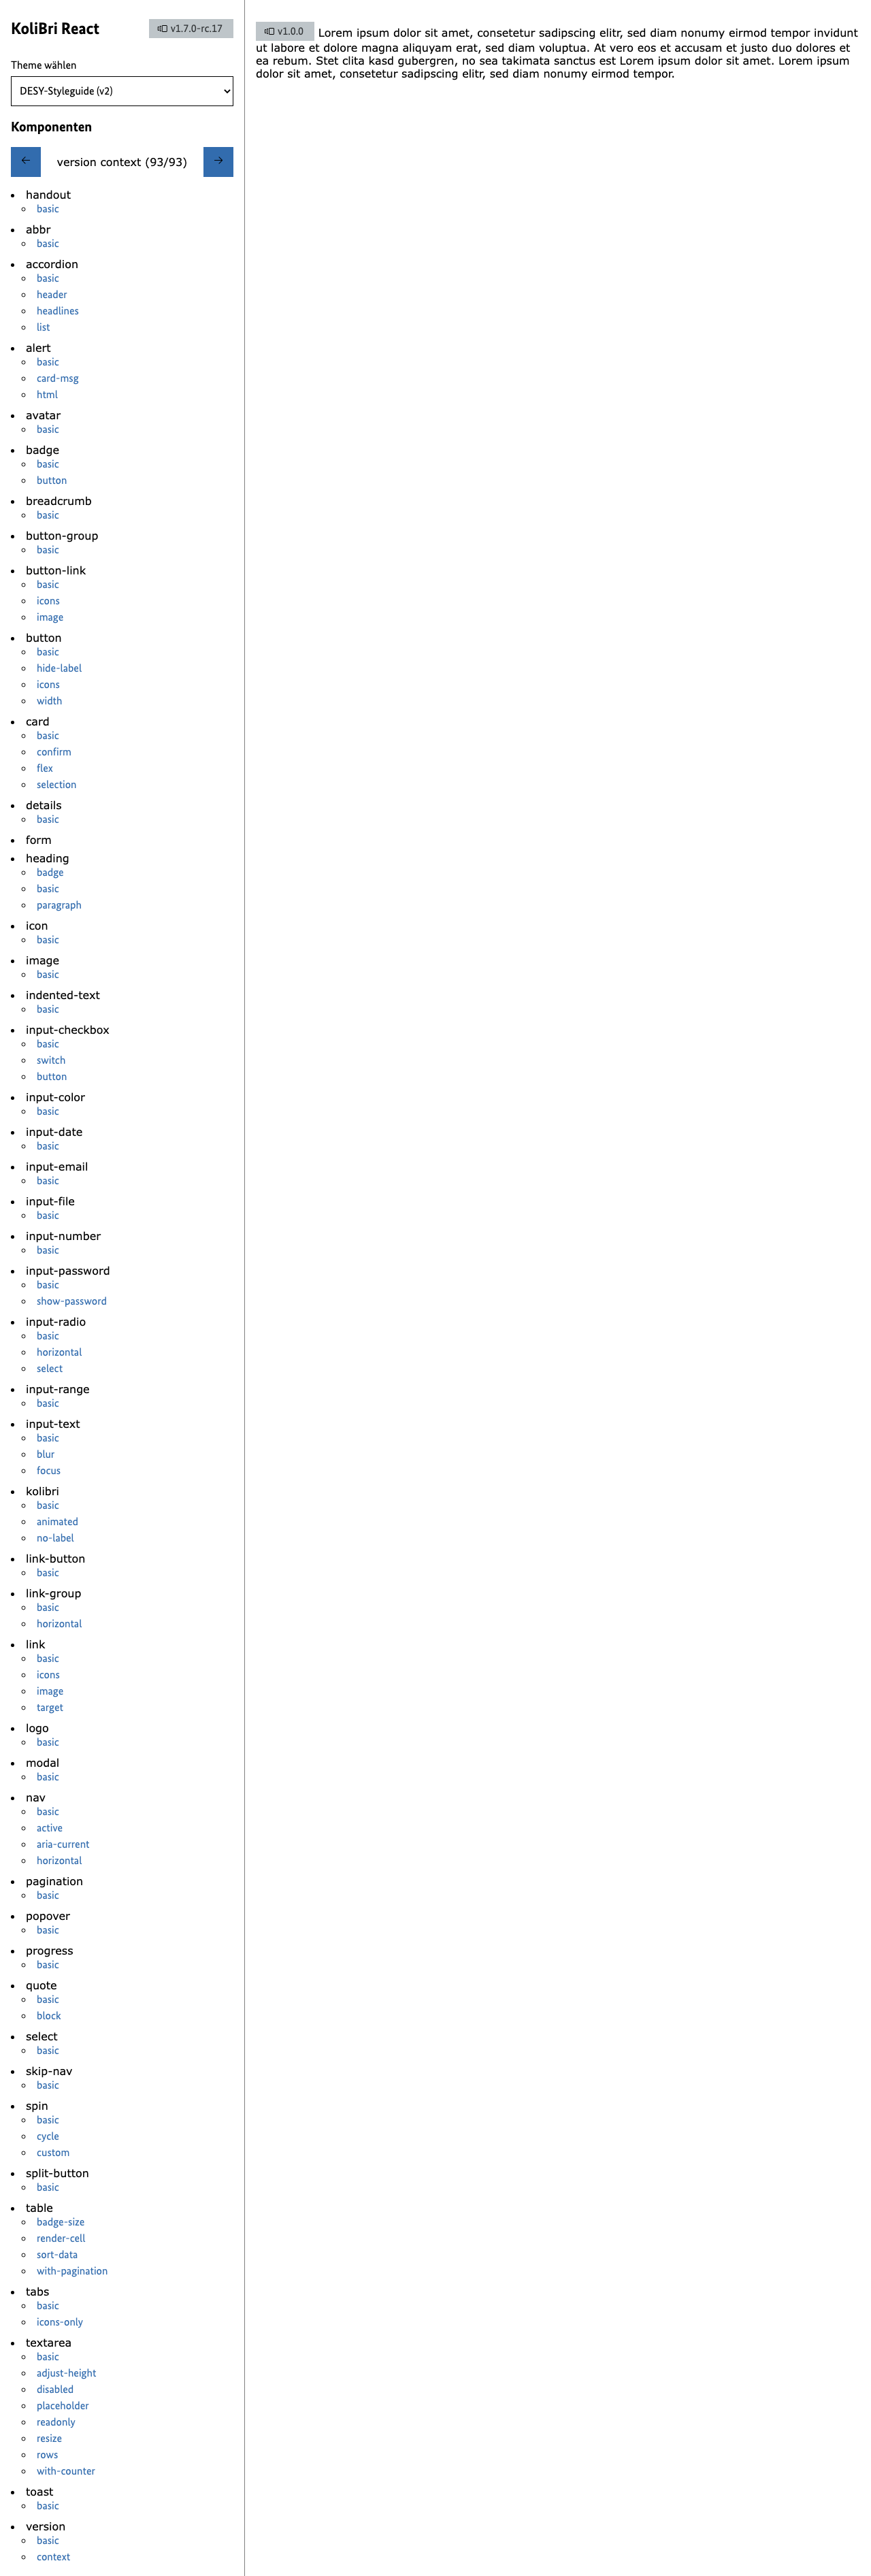 KoliBri React
v1.7.0-rc.17
Theme wählen
DESY-Styleguide (v2)
Komponenten
← version context (93/93) →
handout
basic
abbr
basic
accordion
basic
header
headlines
list
alert
basic
card-msg
html
avatar
basic
badge
basic
button
breadcrumb
basic
button-group
basic
button-link
basic
icons
image
button
basic
hide-label
icons
width
card
basic
confirm
flex
selection
details
basic
form
heading
badge
basic
paragraph
icon
basic
image
basic
indented-text
basic
input-checkbox
basic
switch
button
input-color
basic
input-date
basic
input-email
basic
input-file
basic
input-number
basic
input-password
basic
show-password
input-radio
basic
horizontal
select
input-range
basic
input-text
basic
blur
focus
kolibri
basic
animated
no-label
link-button
basic
link-group
basic
horizontal
link
basic
icons
image
target
logo
basic
modal
basic
nav
basic
active
aria-current
horizontal
pagination
basic
popover
basic
progress
basic
quote
basic
block
select
basic
skip-nav
basic
spin
basic
cycle
custom
split-button
basic
table
badge-size
render-cell
sort-data
with-pagination
tabs
basic
icons-only
textarea
basic
adjust-height
disabled
placeholder
readonly
resize
rows
with-counter
toast
basic
version
basic
context
v1.0.0 Lorem ipsum dolor sit amet, consetetur sadipscing elitr, sed diam nonumy eirmod tempor invidunt
ut labore et dolore magna aliquyam erat, sed diam voluptua. At vero eos et accusam et justo duo dolores et
ea rebum. Stet clita kasd gubergren, no sea takimata sanctus est Lorem ipsum dolor sit amet. Lorem ipsum
dolor sit amet, consetetur sadipscing elitr, sed diam nonumy eirmod tempor.